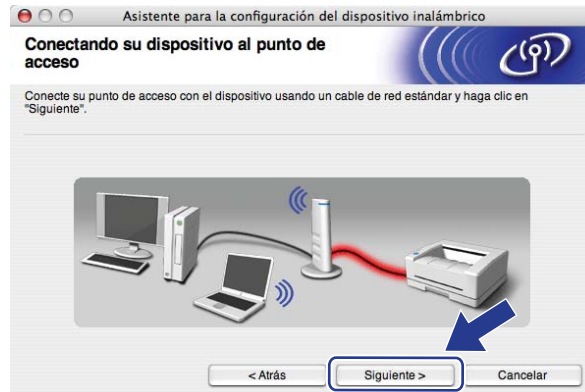 Asistente para la configuración del dispositivo inalámbrico
Conectando su dispositivo al punto de
acceso
Conecte su punto de acceso con el dispositivo usando un cable de red estándar y haga clic en
"Siguiente".
< Atrás
Siguiente >
Cancelar